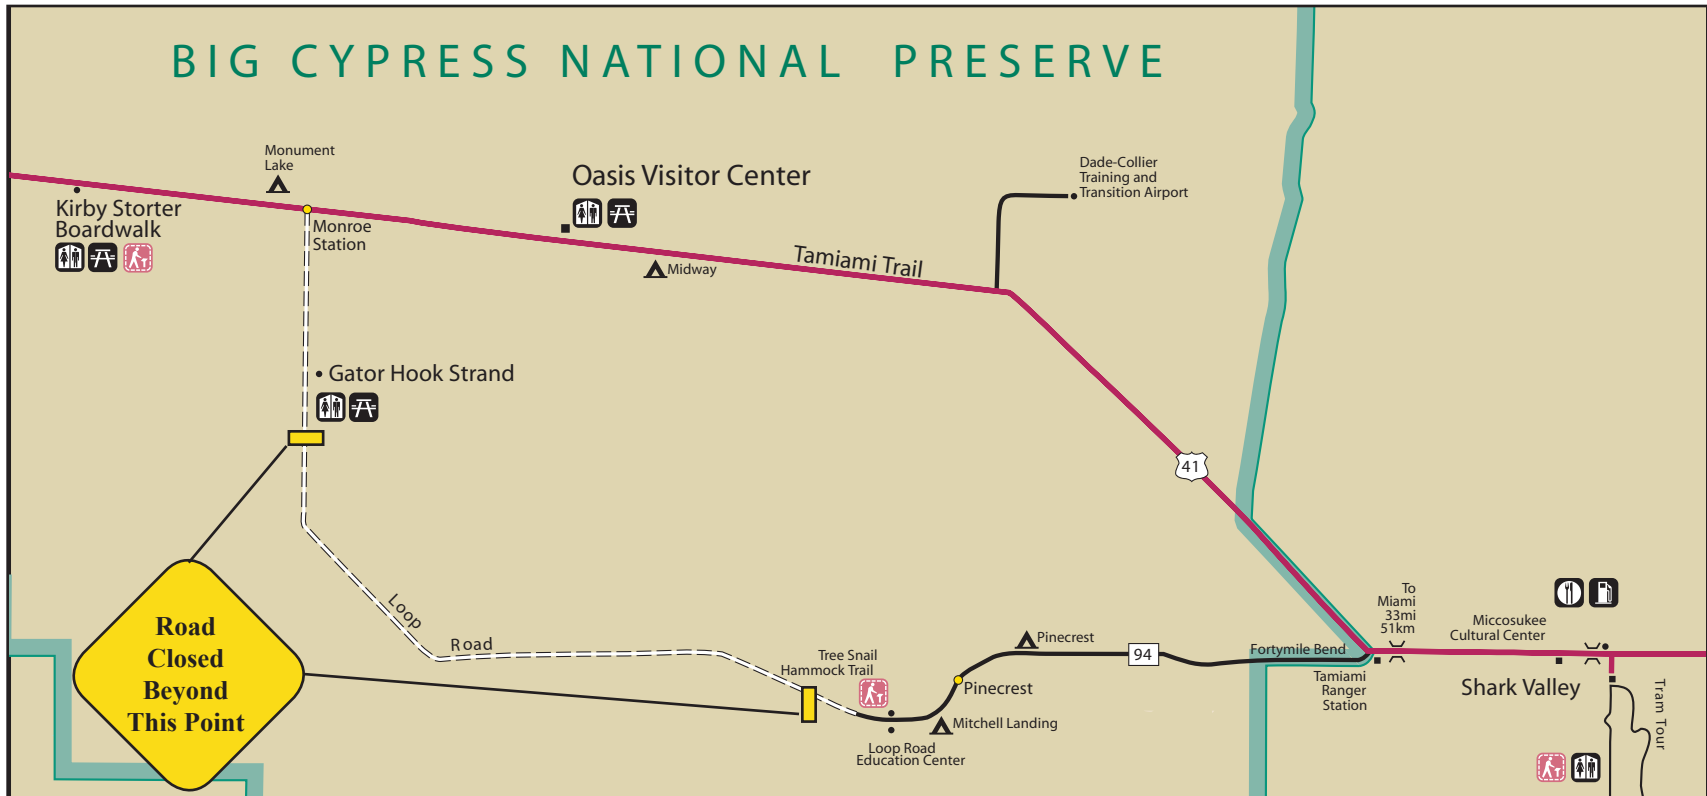 BIG CYPRESS NATIONAL PRESERVE
Monument
Lake
Kirby Storter
Boardwalk
Monroe
Station
Oasis Visitor Center
Midway
Tamiami Trail
Dade-Collier
Training and
Transition Airport
Gator Hook Strand
41
Loop
Road
Road
Closed
Beyond
This Point
Tree Snail
Hammock Trail
Pinecrest
Pinecrest
Mitchell Landing
Loop Road
Education Center
94
Fortymile Bend
Tamiami
Ranger
Station
To
Miami
33mi
51km
Miccosukee
Cultural Center
Shark Valley
Tram Tour